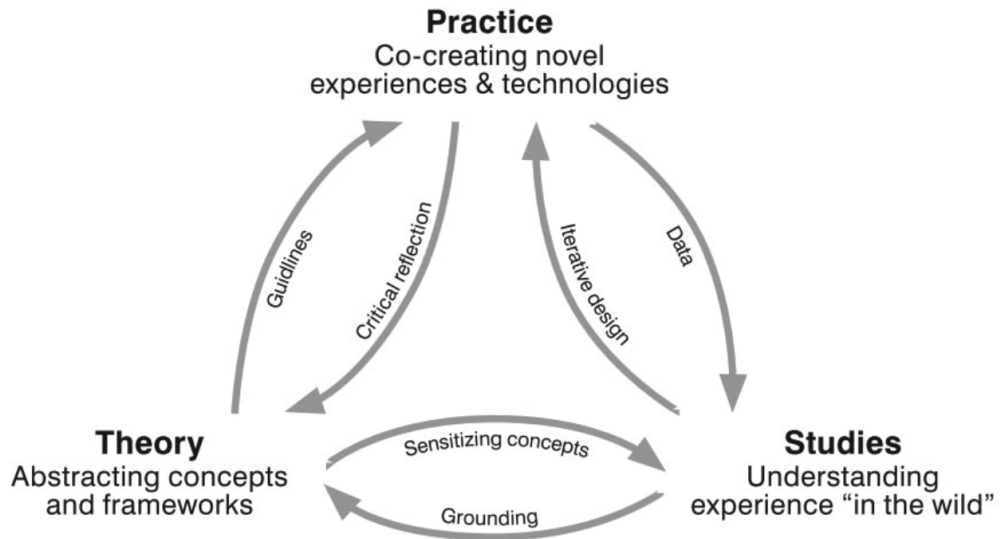 Practice
Co-creating novel
experiences & technologies
Guidlines
Critical reflection
Iterative design
Data
Theory
Abstracting concepts
and frameworks
Sensitizing concepts
Grounding
Studies
Understanding
experience “in the wild”